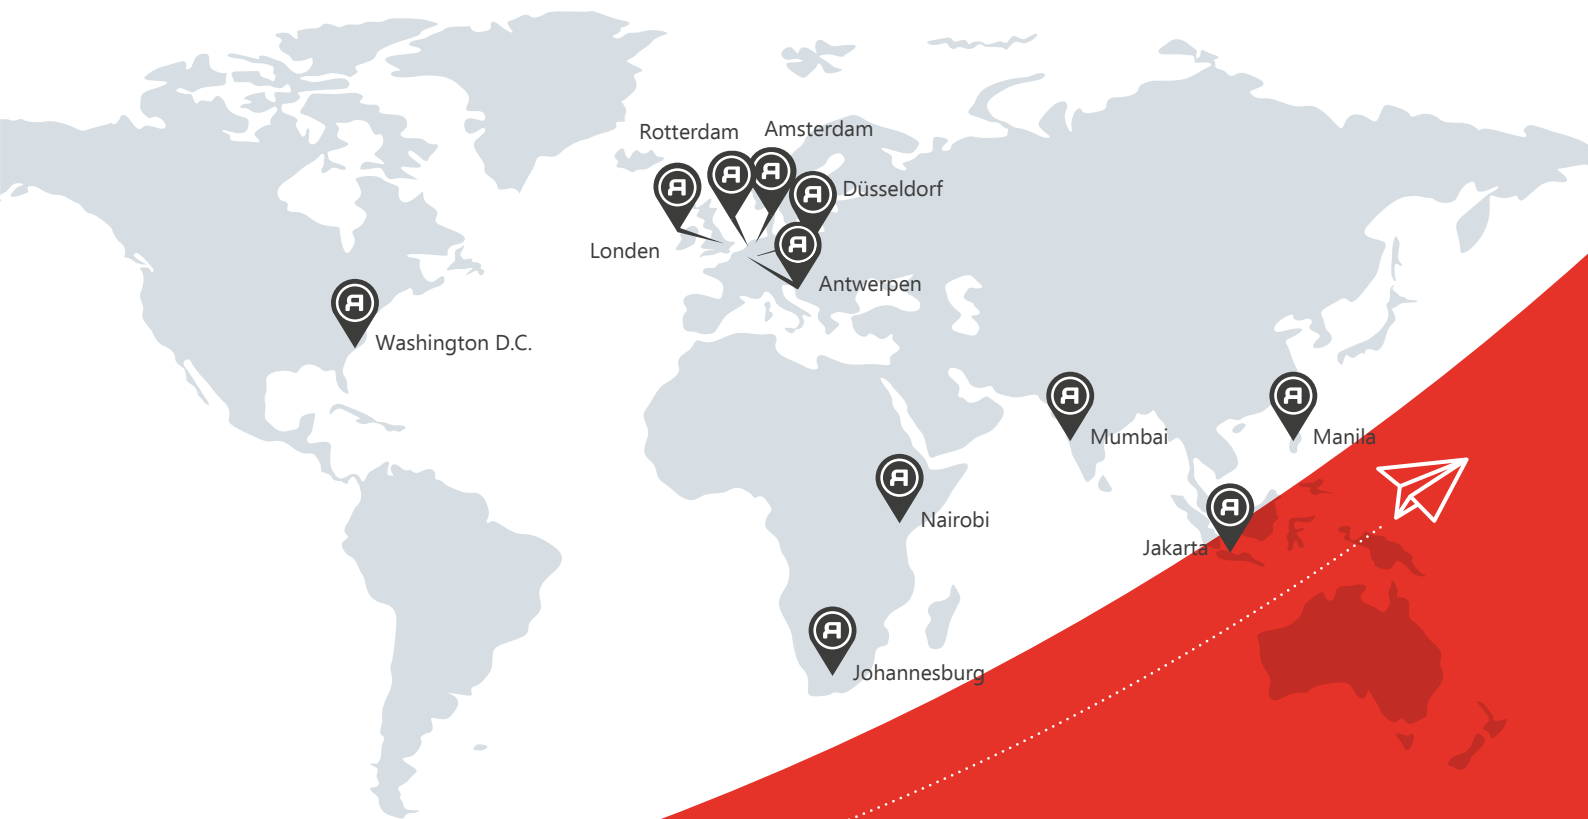 Rotterdam
Amsterdam
Düsseldorf
Londen
Antwerpen
Washington D.C.
Mumbai
Manila
Nairobi
Jakarta
Johannesburg